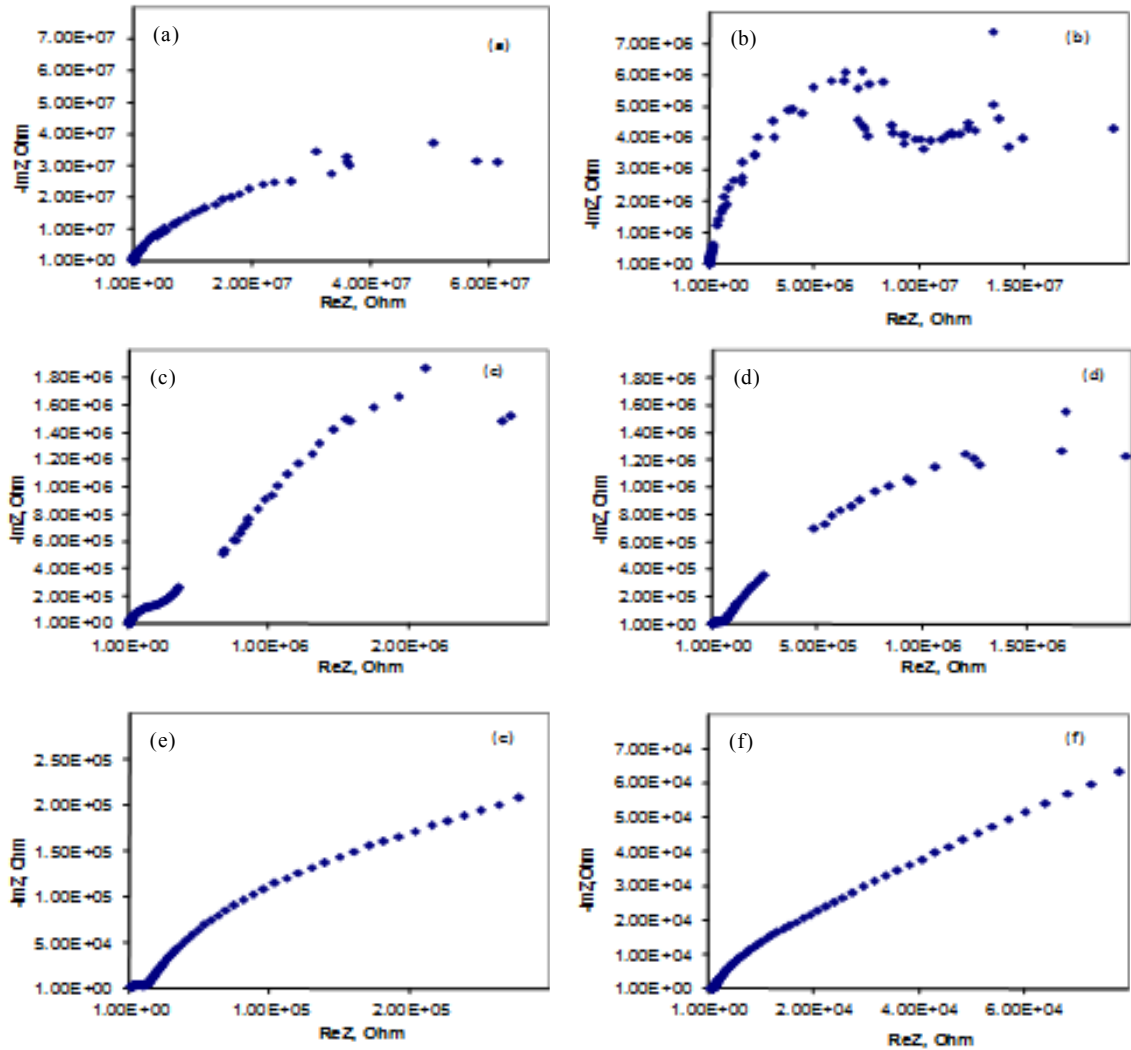 (a)
(a)
7.00E+07
6.00E+07
5.00E+07
4.00E+07
3.00E+07
2.00E+07
1.00E+07
1.00E+00
-ImZ, Ohm
1.00E+00 2.00E+07 4.00E+07 6.00E+07
ReZ, Ohm
(b)
(b)
7.00E+06
6.00E+06
5.00E+06
4.00E+06
3.00E+06
2.00E+06
1.00E+06
1.00E+00
-ImZ, Ohm
1.00E+00 5.00E+06 1.00E+07 1.50E+07
ReZ, Ohm
(c)
(c)
1.80E+06
1.60E+06
1.40E+06
1.20E+06
1.00E+06
8.00E+05
6.00E+05
4.00E+05
2.00E+05
1.00E+00
-ImZ, Ohm
1.00E+00 1.00E+06 2.00E+06
ReZ, Ohm
(d)
(d)
1.80E+06
1.60E+06
1.40E+06
1.20E+06
1.00E+06
8.00E+05
6.00E+05
4.00E+05
2.00E+05
1.00E+00
-ImZ, Ohm
1.00E+00 5.00E+05 1.00E+06 1.50E+06
ReZ, Ohm
(e)
(e)
2.50E+05
2.00E+05
1.50E+05
1.00E+05
5.00E+04
1.00E+00
-ImZ, Ohm
1.00E+00 1.00E+05 2.00E+05
ReZ, Ohm
(f)
(f)
7.00E+04
6.00E+04
5.00E+04
4.00E+04
3.00E+04
2.00E+04
1.00E+04
1.00E+00
-ImZ,Ohm
1.00E+00 2.00E+04 4.00E+04 6.00E+04
ReZ, Ohm